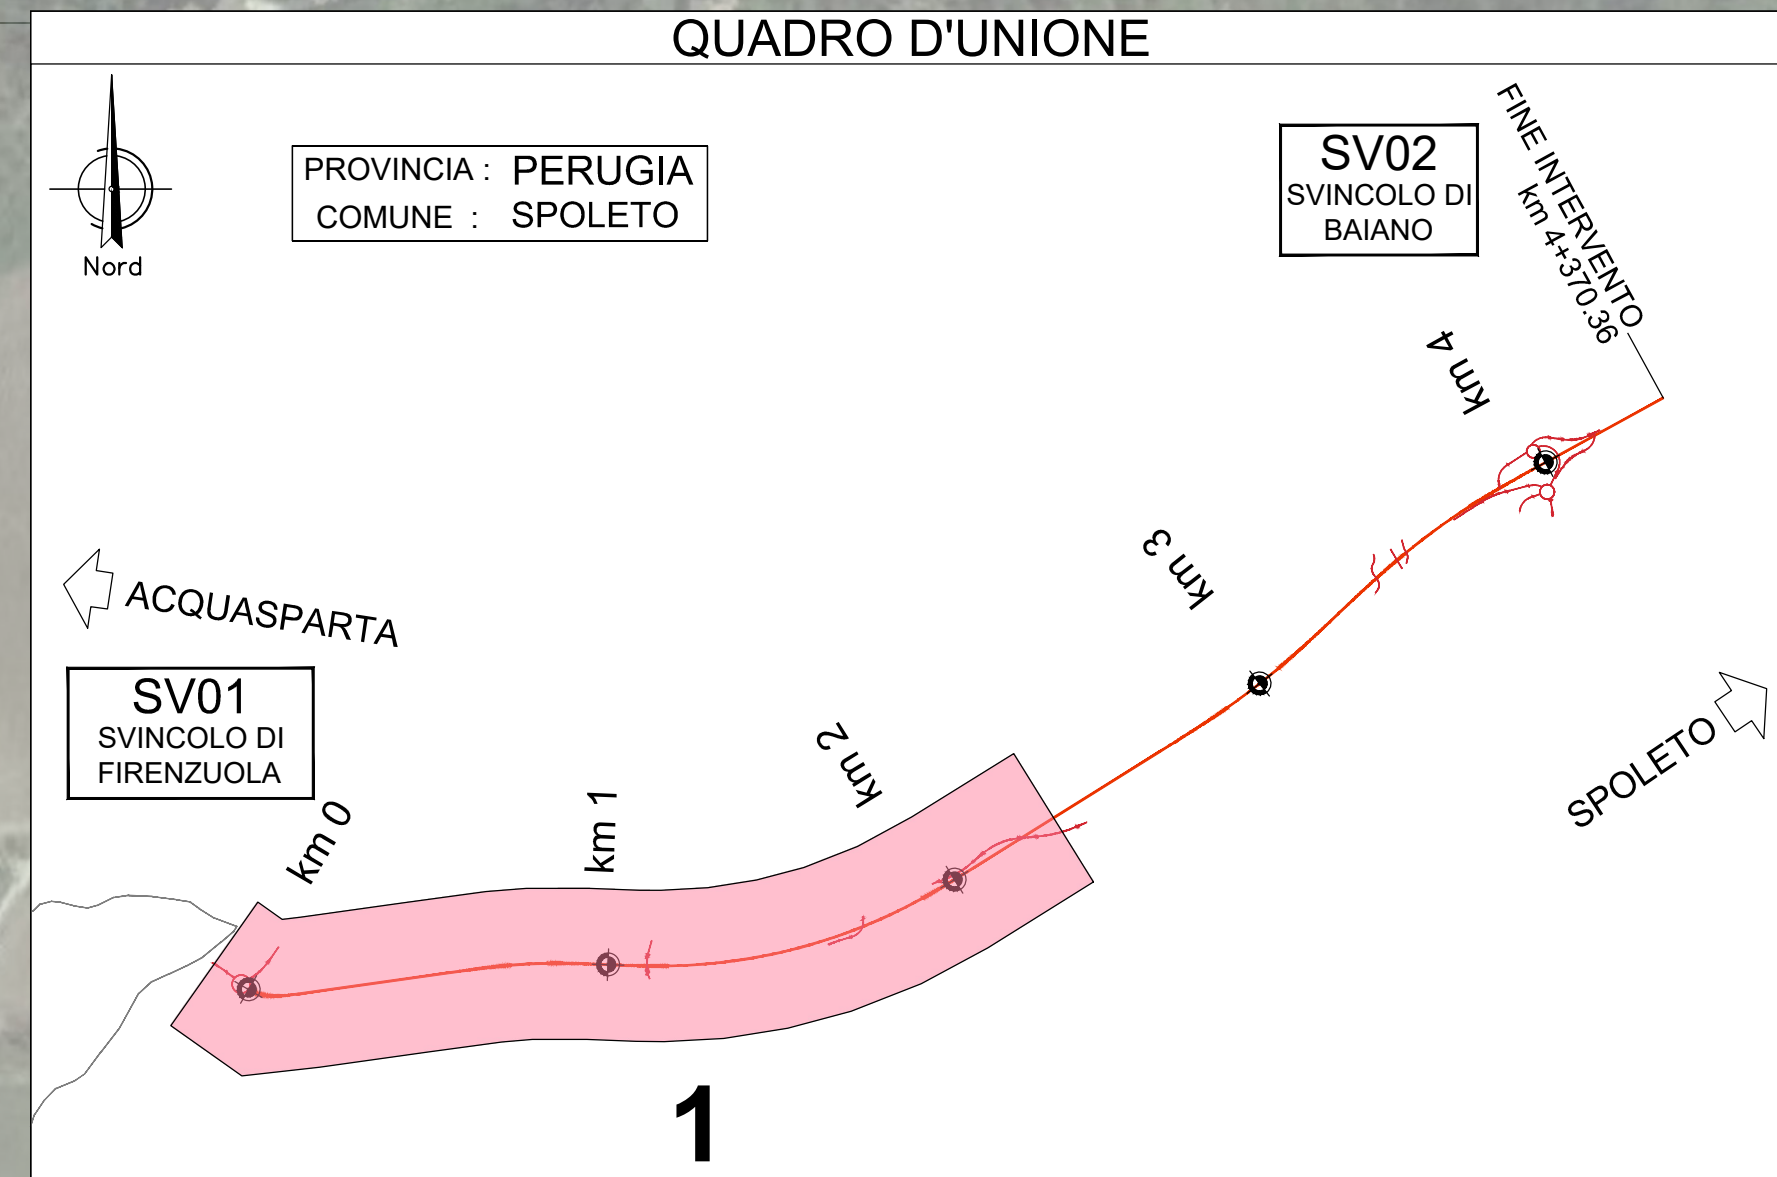 QUADRO D'UNIONE
Nord
PROVINCIA : PERUGIA
COMUNE : SPOLETO
SV02
SVINCOLO DI
BAIANO
FINE INTERVENTO
km 4+370.36
km 4
km 3
ACQUASPARTA
SV01
SVINCOLO DI
FIRENZUOLA
km 2
SPOLETO
km 1
km 0
1